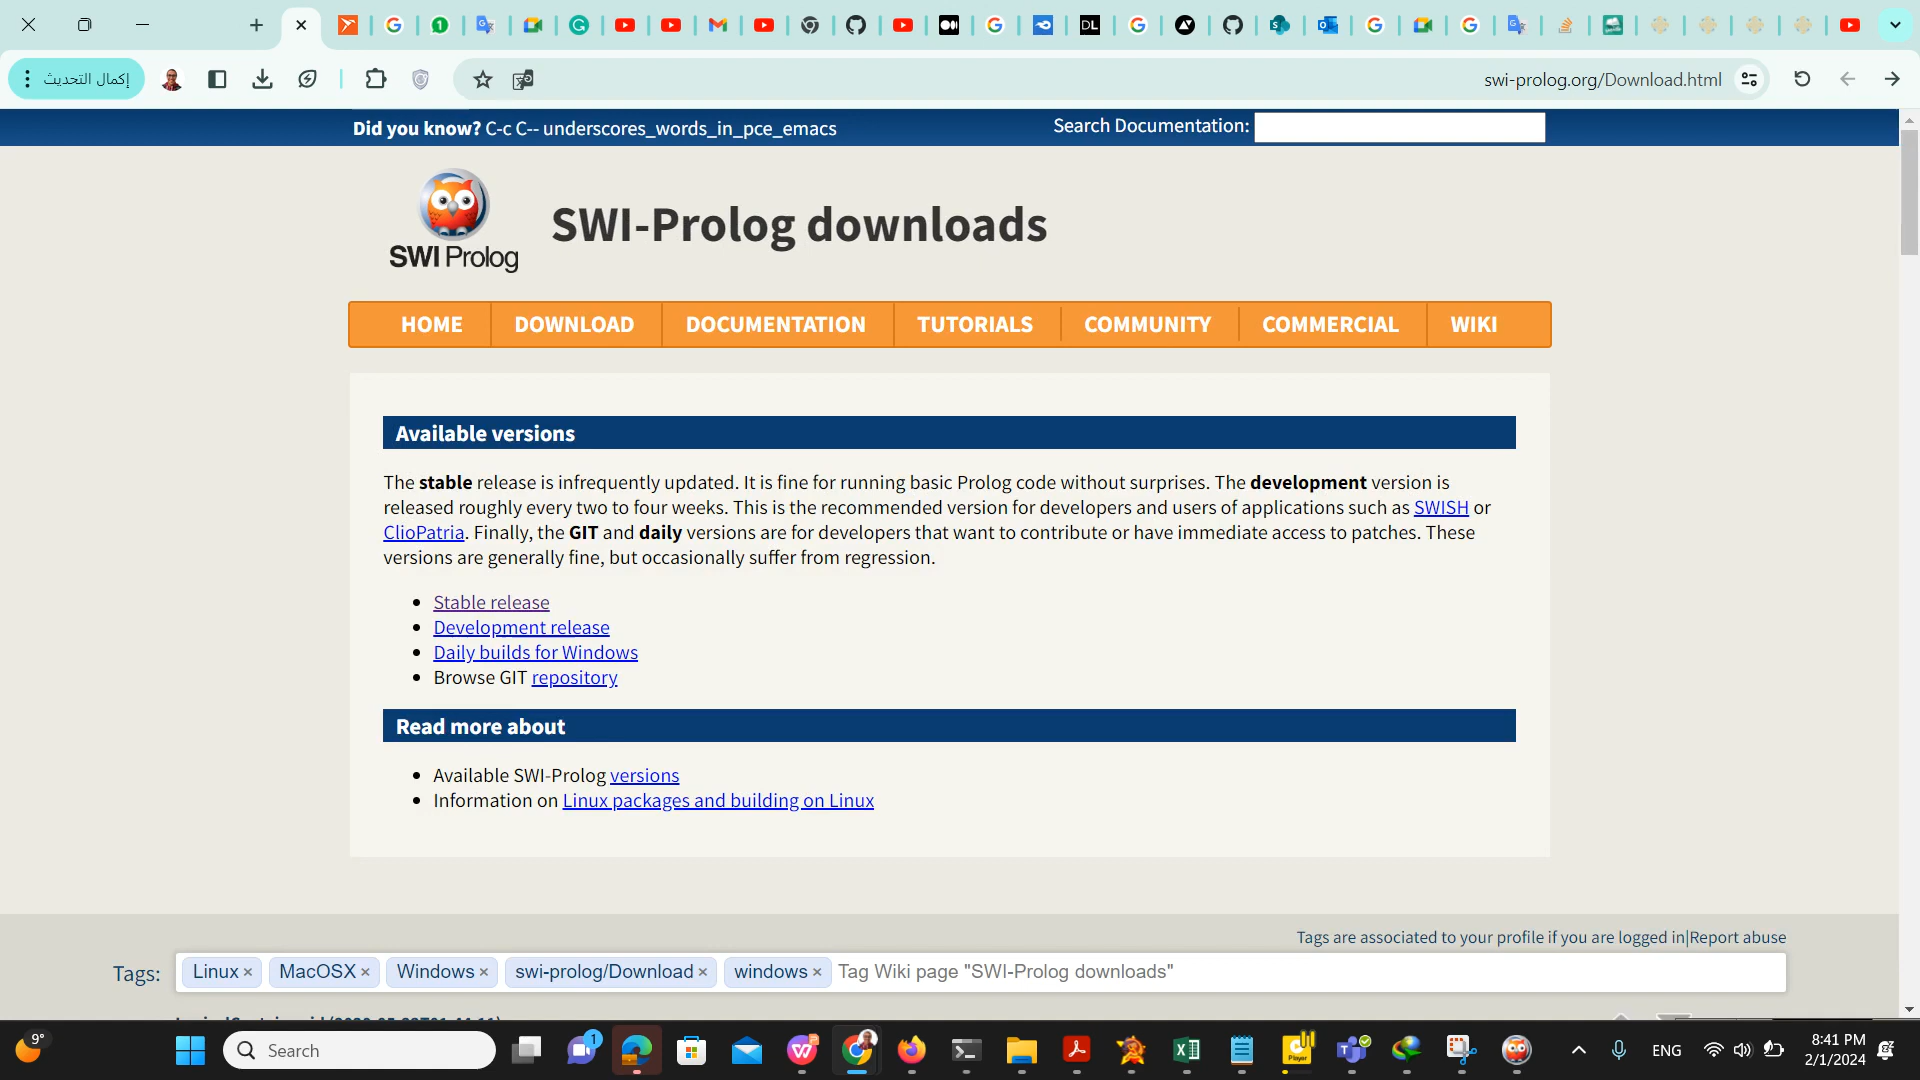 إكمال التحديث
swi-prolog.org/Download.html
Did you know? C-c C-- underscores_words_in_pce_emacs
Search Documentation:
SWI Prolog
SWI-Prolog downloads
HOME
DOWNLOAD
DOCUMENTATION
TUTORIALS
COMMUNITY
COMMERCIAL
WIKI
Available versions
The stable release is infrequently updated. It is fine for running basic Prolog code without surprises. The development version is
released roughly every two to four weeks. This is the recommended version for developers and users of applications such as SWISH or
ClioPatria. Finally, the GIT and daily versions are for developers that want to contribute or have immediate access to patches. These
versions are generally fine, but occasionally suffer from regression.
Stable release
Development release
Daily builds for Windows
Browse GIT repository
Read more about
Available SWI-Prolog versions
Information on Linux packages and building on Linux
Tags are associated to your profile if you are logged in|Report abuse
Tags: Linux × MacOSX × Windows × swi-prolog/Download × windows × Tag Wiki page "SWI-Prolog downloads"
9°
Search
1
ENG
8:41 PM
2/1/2024